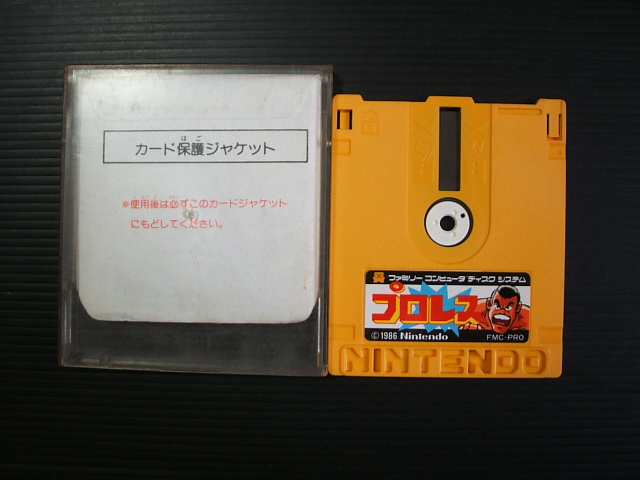 カード保護ジャケット
ほご
※使用後は必ずこのカードジャケット
にもどしてください。
ファミリー コンピュータ ディスク システム
プロレス
©1986 Nintendo
FMC-PRO
NINTENDO